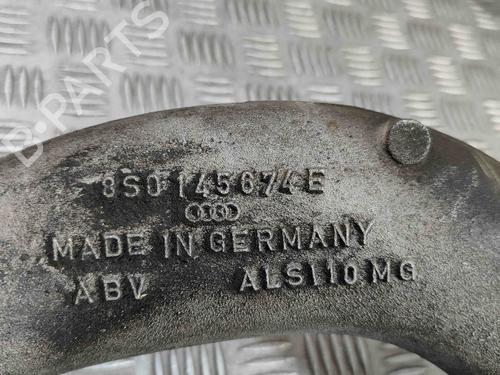 B-PARTS
8S0145674E
MADE IN GERMANY
ABV ALSI10MG